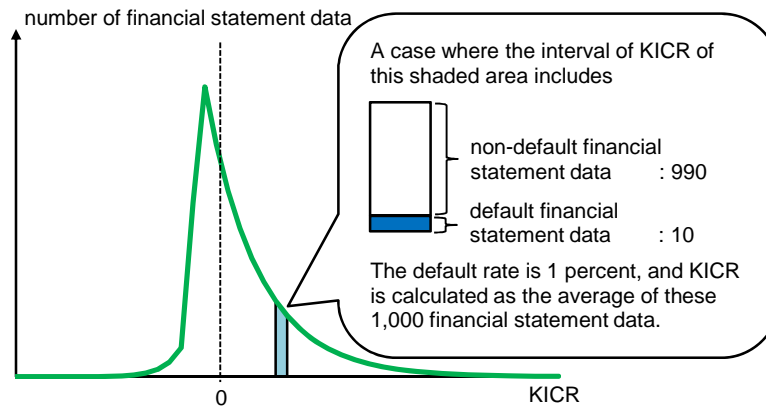 number of financial statement data
A case where the interval of KICR of
this shaded area includes
non-default financial
statement data : 990
default financial
statement data : 10
The default rate is 1 percent, and KICR
is calculated as the average of these
1,000 financial statement data.
0
KICR